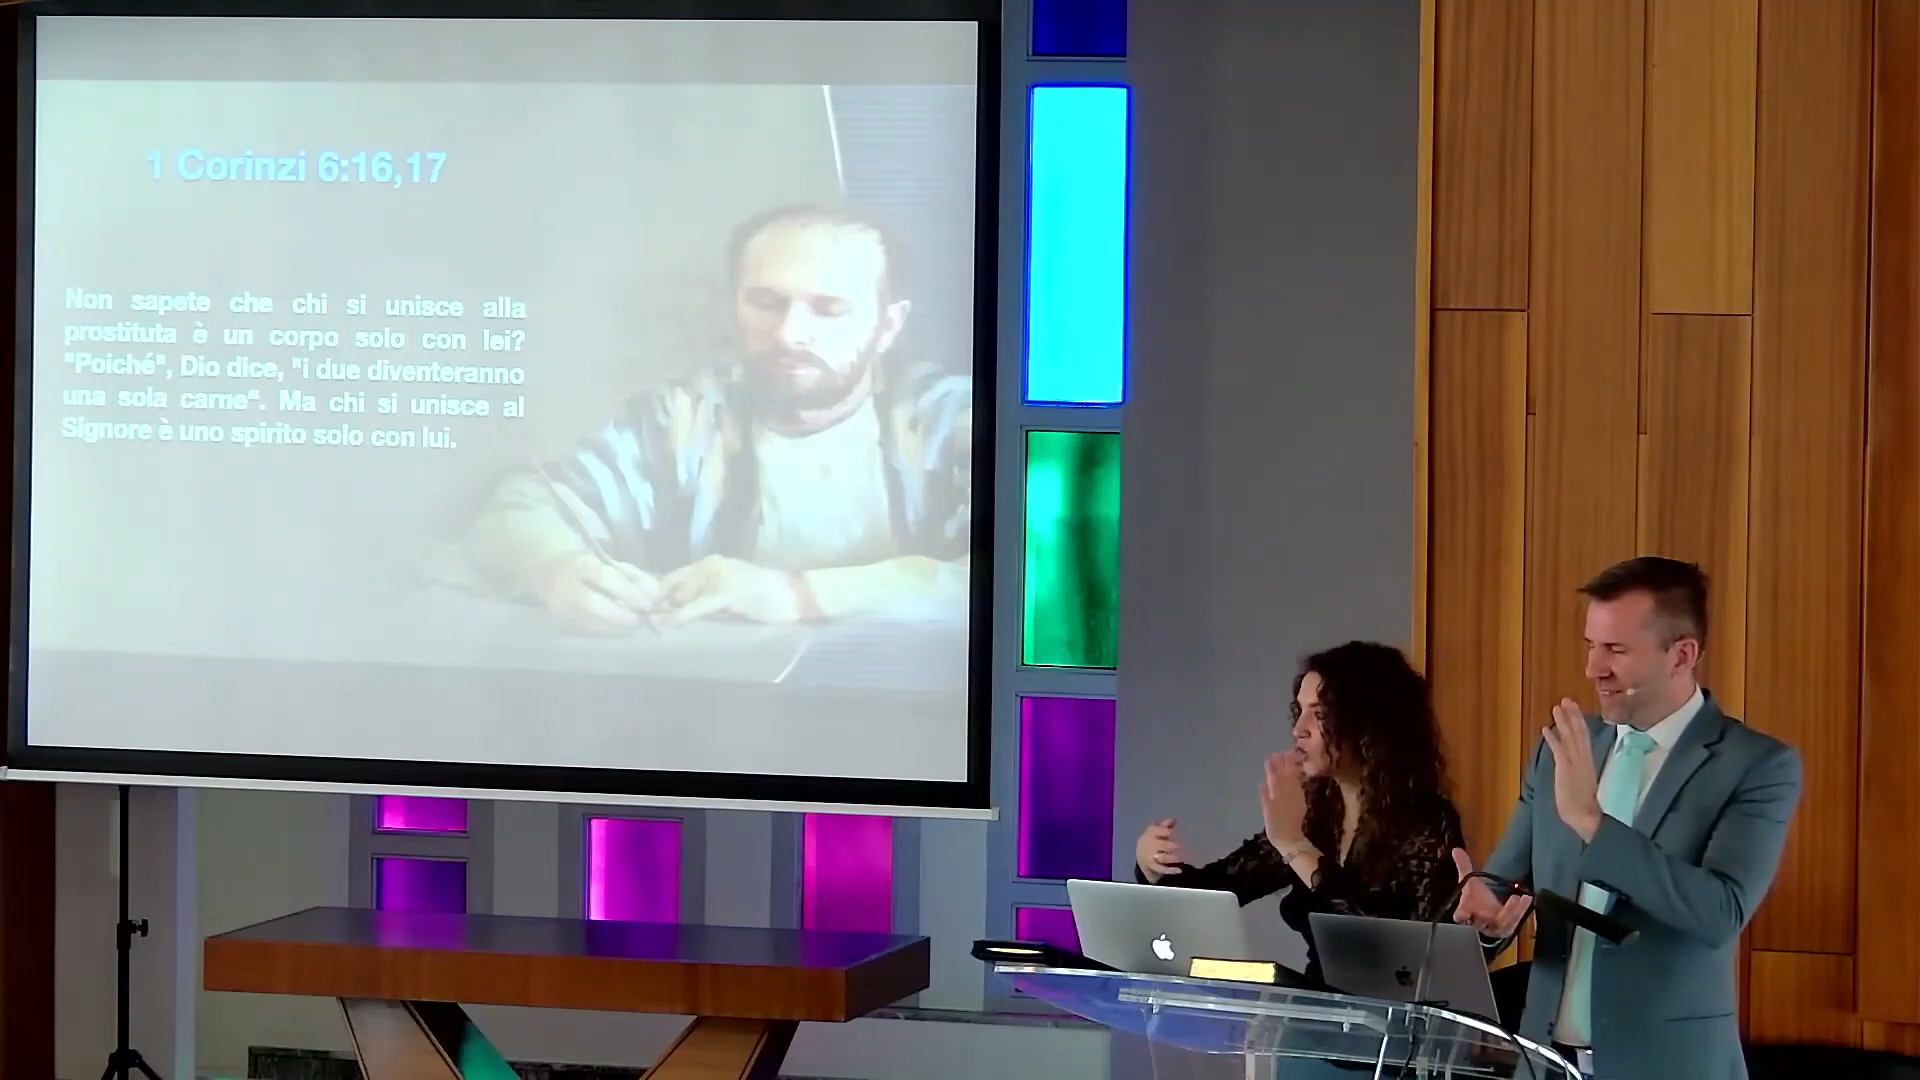 1 Corinzi 6:16,17
Non sapete che chi si unisce alla
prostituta è un corpo solo con lei?
"Poiché", Dio dice, "i due diventeranno
una sola carne". Ma chi si unisce al
Signore è uno spirito solo con lui.